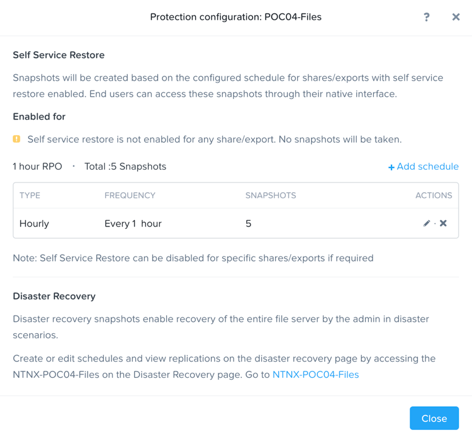 Protection configuration: POC04-Files
?
Self Service Restore
Snapshots will be created based on the configured schedule for shares/exports with self service
restore enabled. End users can access these snapshots through their native interface.
Enabled for
Self service restore is not enabled for any share/export. No snapshots will be taken.
1 hour RPO · Total :5 Snapshots + Add schedule
TYPE FREQUENCY SNAPSHOTS ACTIONS
Hourly Every 1 hour 5
Note: Self Service Restore can be disabled for specific shares/exports if required
Disaster Recovery
Disaster recovery snapshots enable recovery of the entire file server by the admin in disaster
scenarios.
Create or edit schedules and view replications on the disaster recovery page by accessing the
NTNX-POC04-Files on the Disaster Recovery page. Go to NTNX-POC04-Files
Close